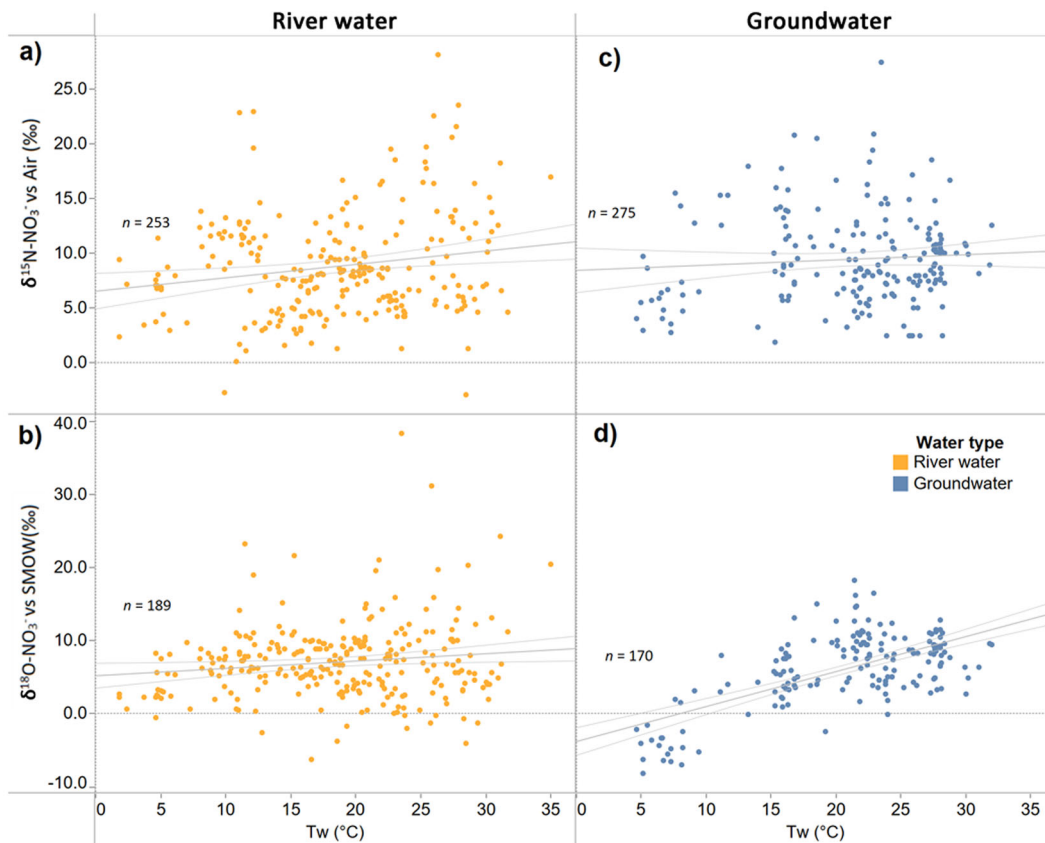 River water
Groundwater
a)
c)
25.0
20.0
15.0
10.0
5.0
0.0
δ¹⁵N-NO₃⁻ vs Air (‰)
n = 253
n = 275
b)
d)
40.0
30.0
20.0
10.0
0.0
-10.0
δ¹⁸O-NO₃⁻ vs SMOW(‰)
n = 189
n = 170
Water type
River water
Groundwater
0 5 10 15 20 25 30 35
0 5 10 15 20 25 30 35
Tw (°C)
Tw (°C)